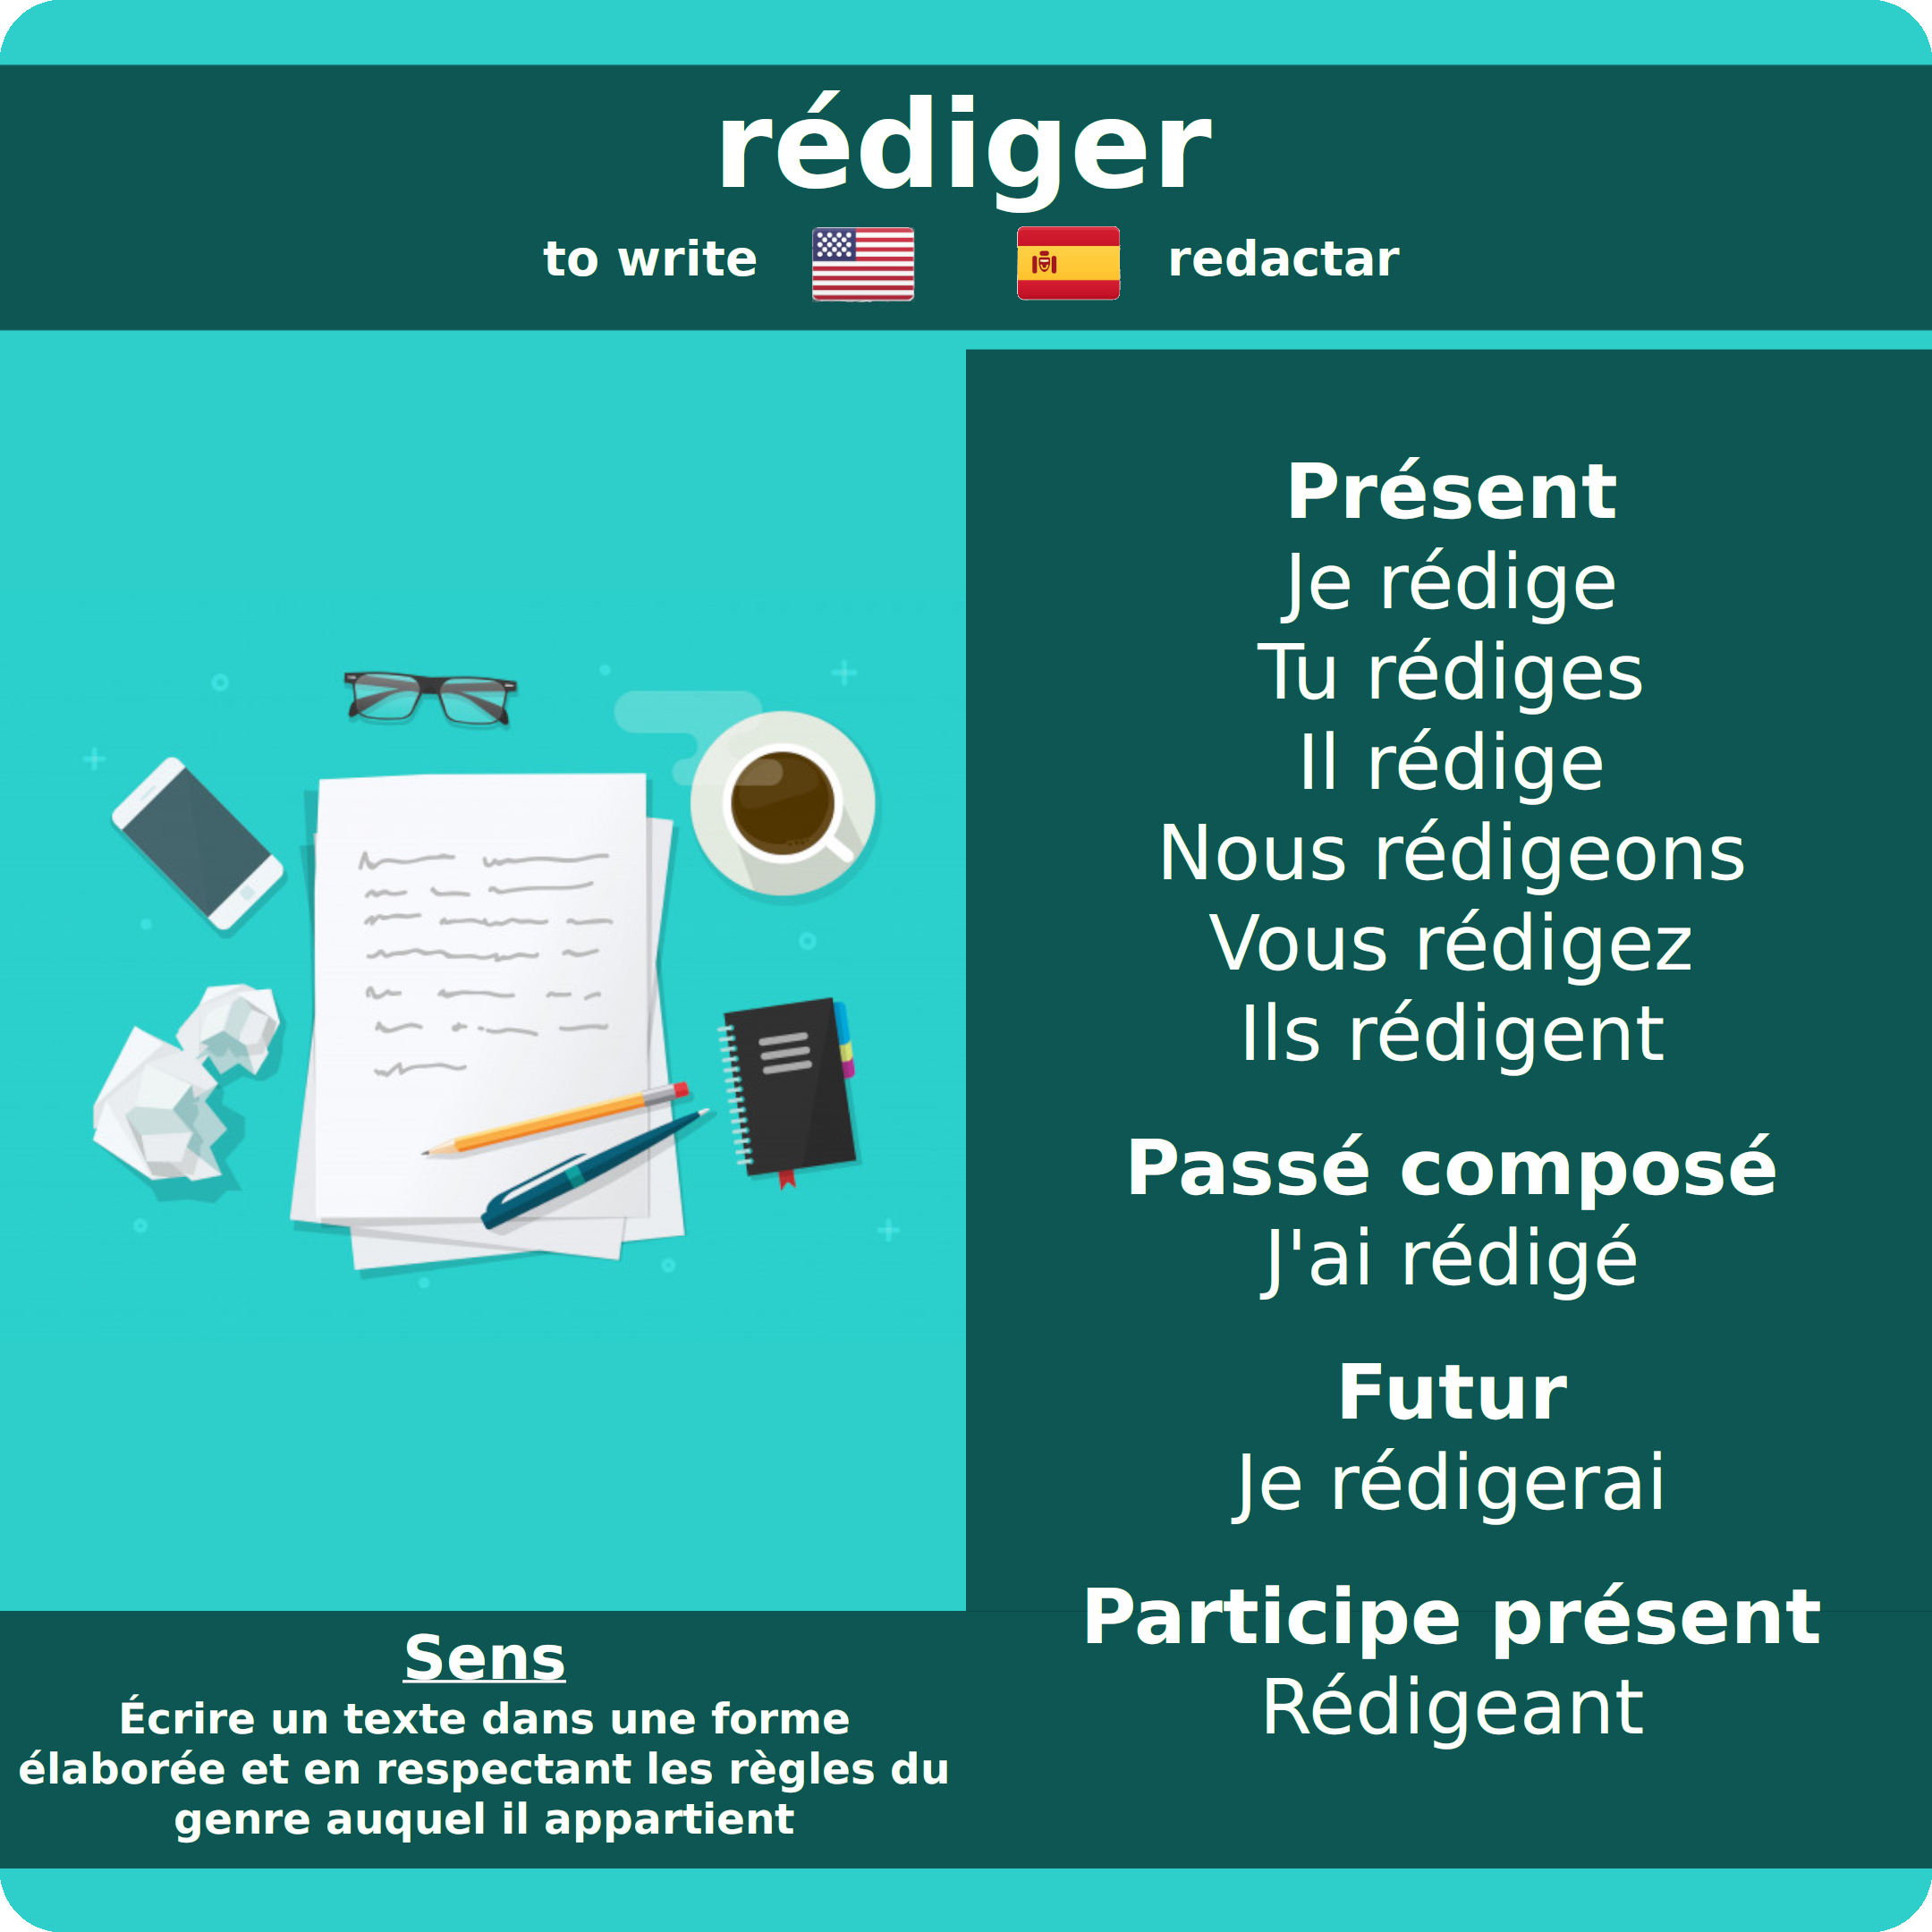 rédiger
to write redactar
Présent
Je rédige
Tu rédiges
Il rédige
Nous rédigeons
Vous rédigez
Ils rédigent
Passé composé
J'ai rédigé
Futur
Je rédigerai
Participe présent
Rédigeant
Sens
Écrire un texte dans une forme
élaborée et en respectant les règles du
genre auquel il appartient